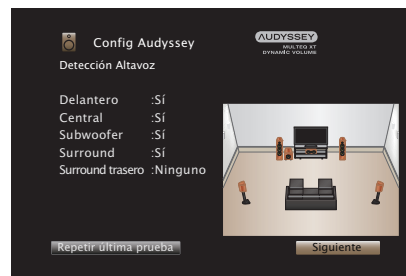 Config Audyssey
AUDYSSEY
MULTEQ XT
DYNAMIC VOLUME
Detección Altavoz
Delantero :Sí
Central :Sí
Subwoofer :Sí
Surround :Sí
Surround trasero :Ninguno
Repetir última prueba
Siguiente